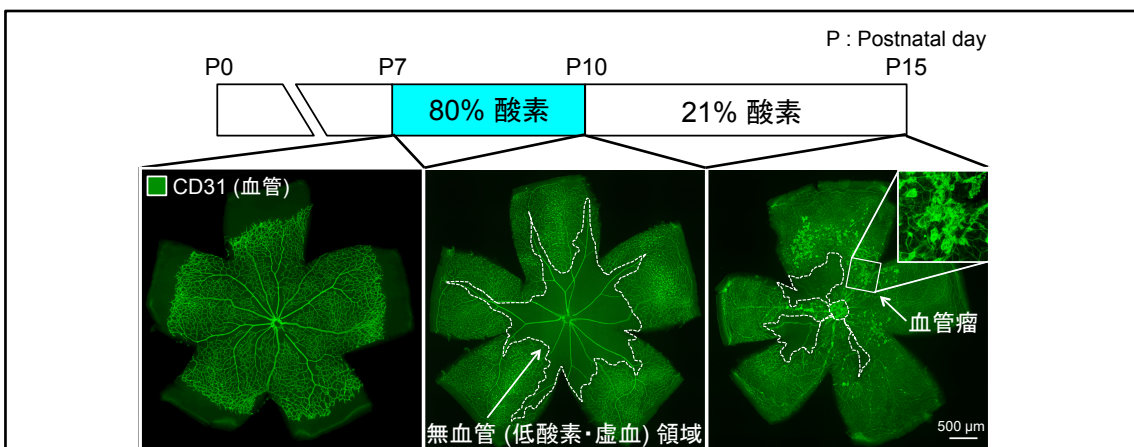 P : Postnatal day
P0
P7
P10
P15
80% 酸素
21% 酸素
CD31 (血管)
血管瘤
無血管 (低酸素・虚血) 領域
500 μm